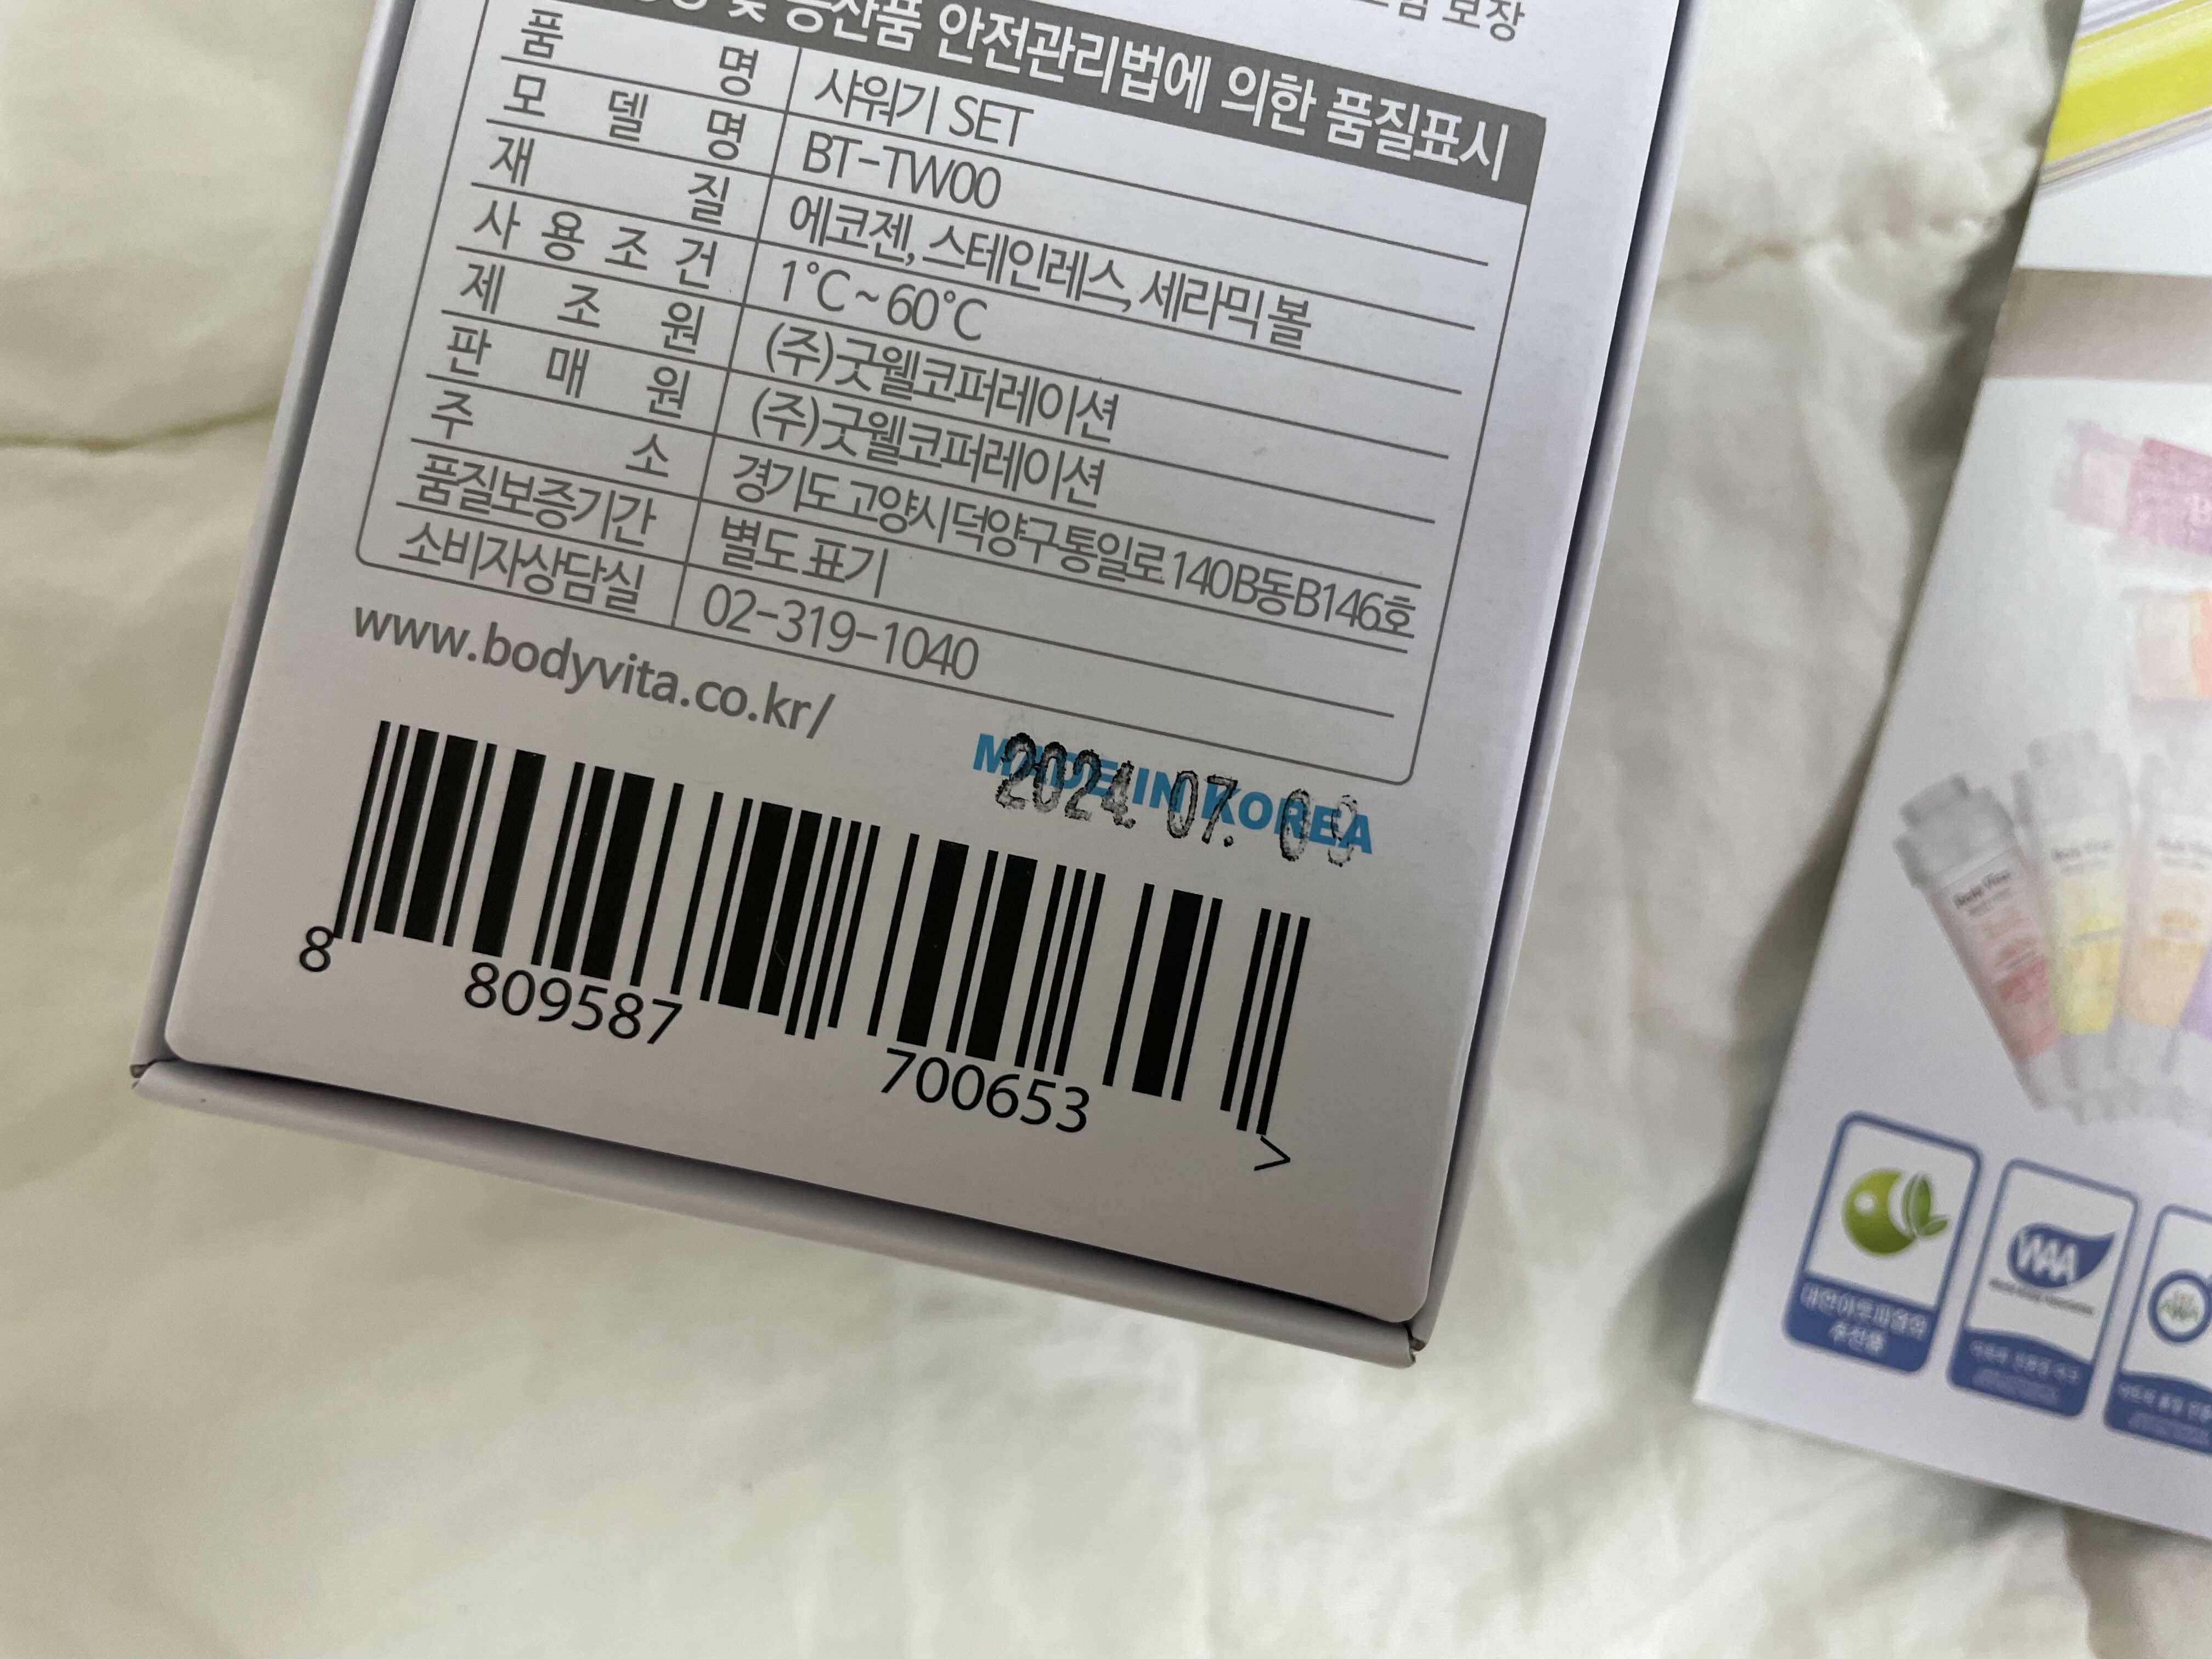 보장
및 공산품 안전관리법에 의한 품질표시
품 명 샤워기 SET
모 델 명 BT-TW00
재 질 에코젠, 스테인레스, 세라믹 볼
사 용 조 건 1℃~60℃
제 조 원 (주)굿웰코퍼레이션
판 매 원 (주)굿웰코퍼레이션
주 소 경기도 고양시 덕양구 통일로 140 B동 B146호
품질보증기간 별도 표기
소비자상담실 02-319-1040
www.bodyvita.co.kr/
MADE IN KOREA
2024. 07. 09
8 809587 700653 >
WAA